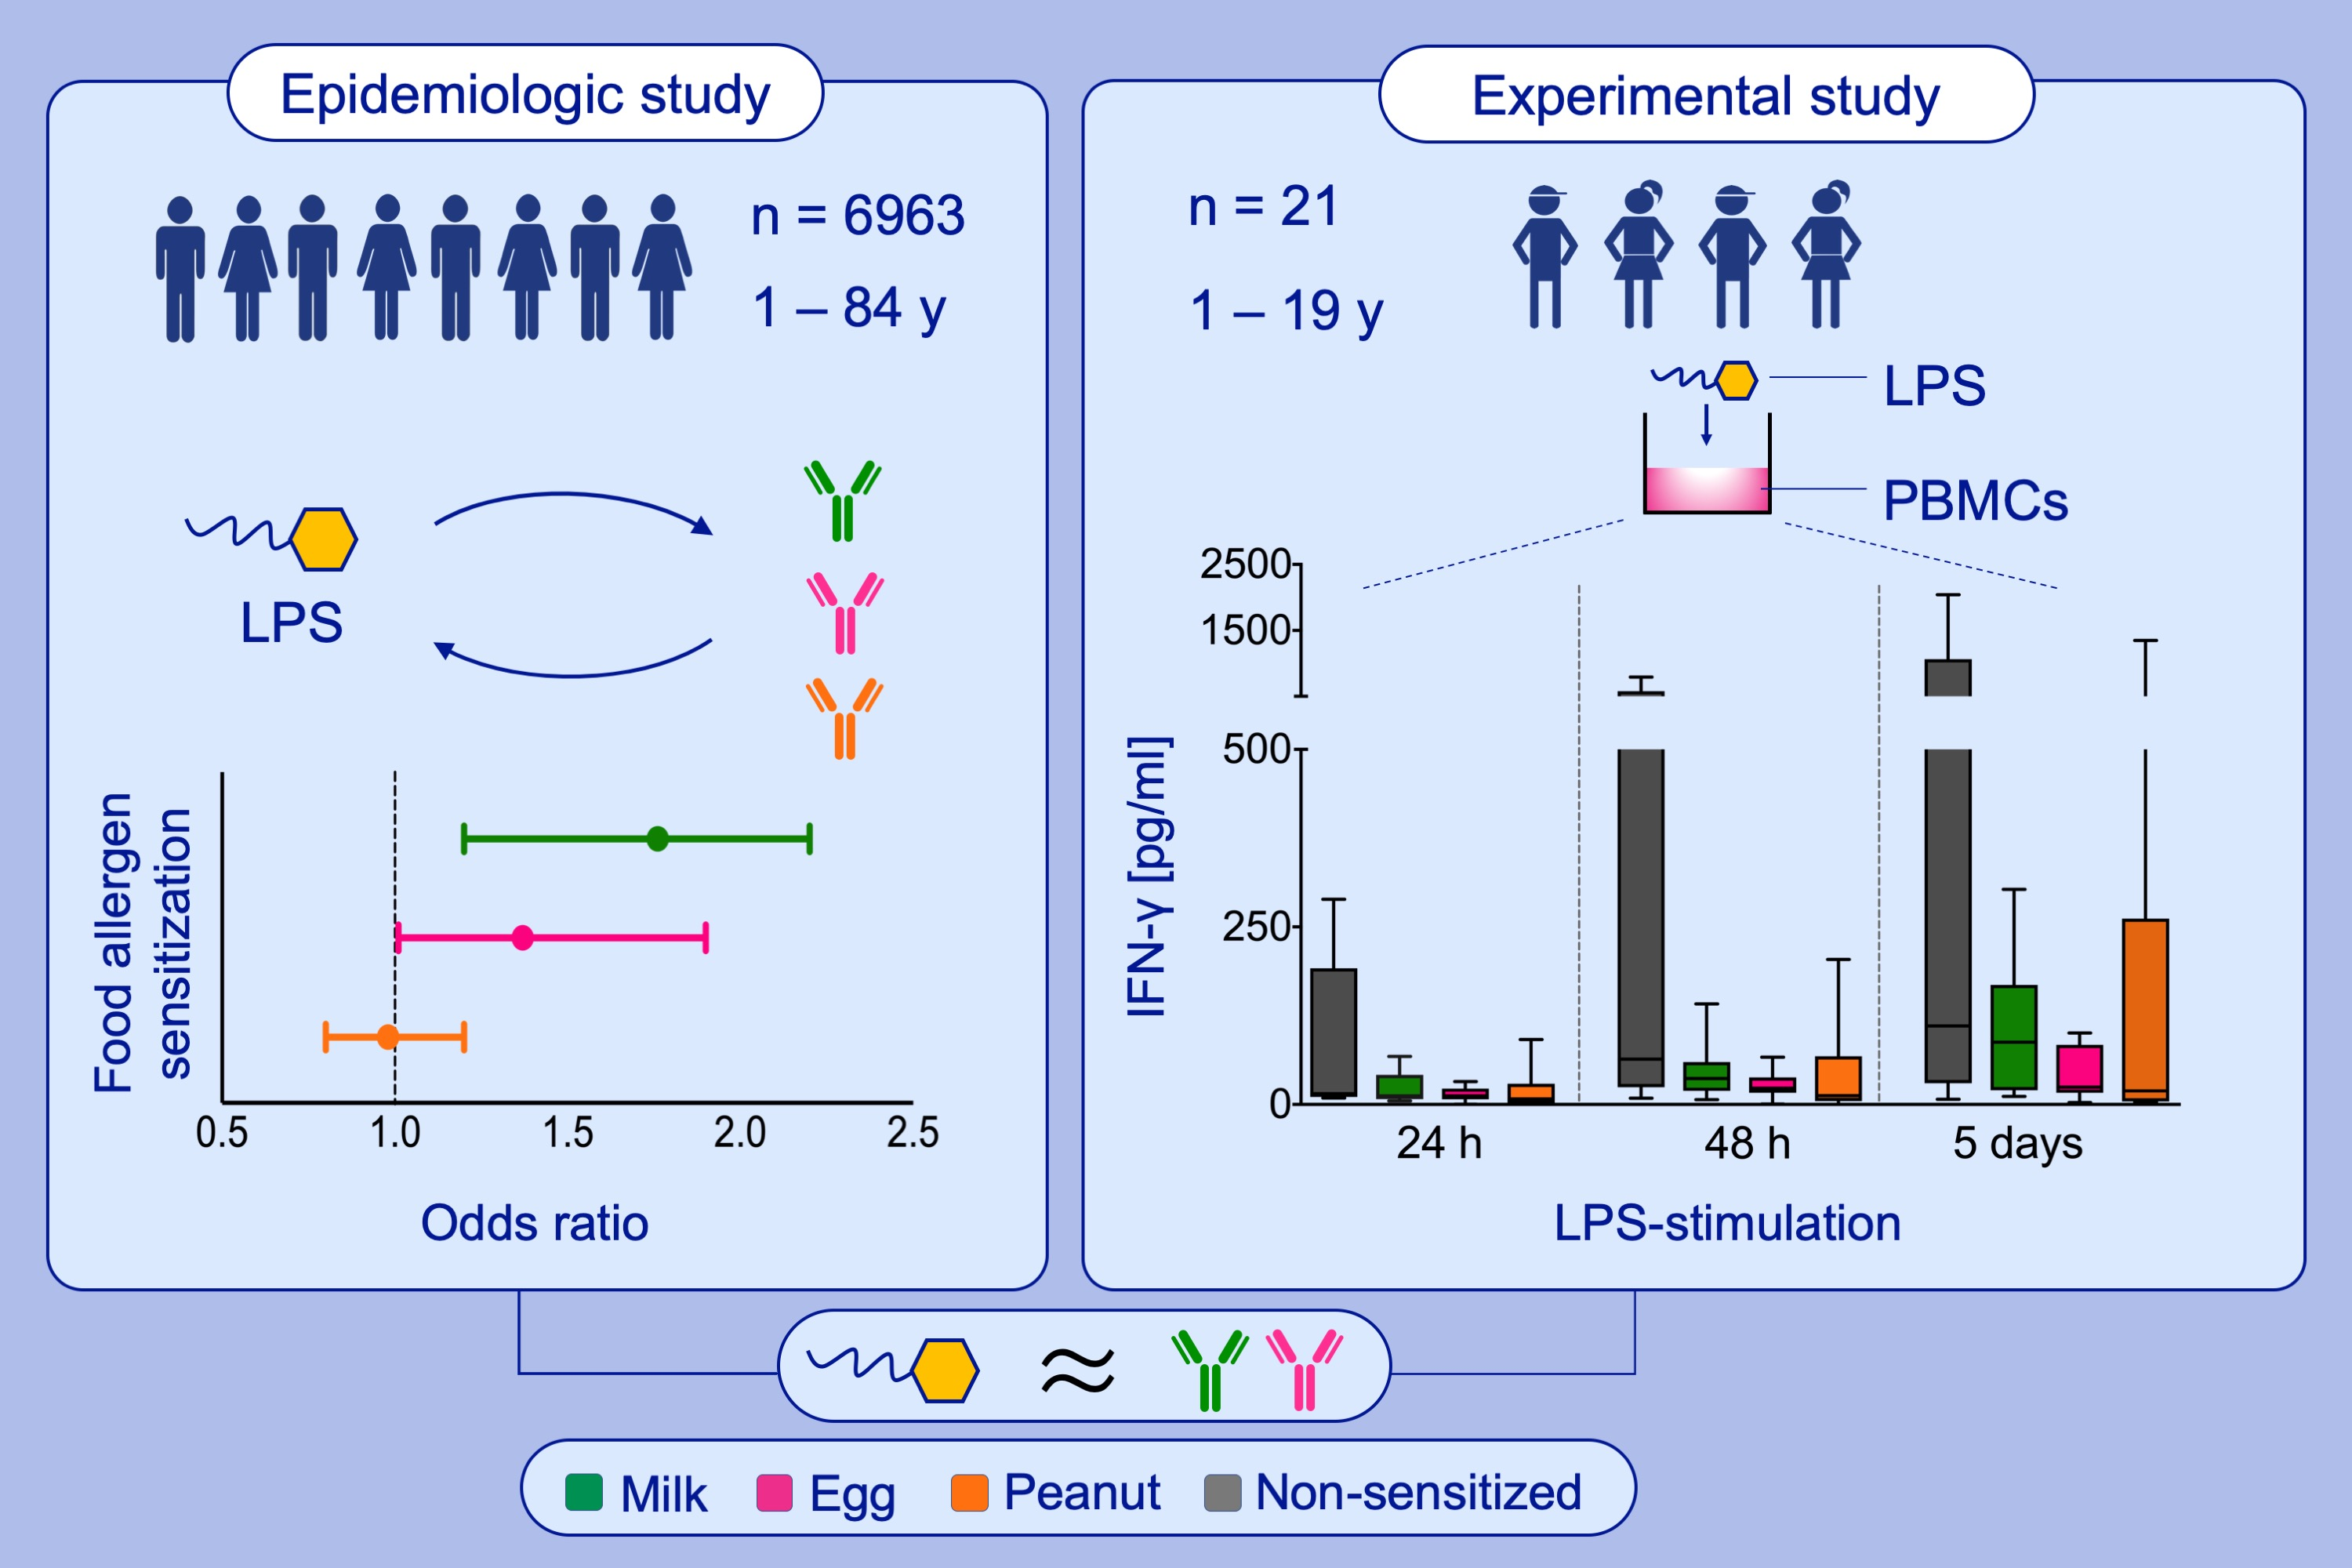 Epidemiologic study
n = 6963
1 – 84 y
LPS
Food allergen
sensitization
0.5 1.0 1.5 2.0 2.5
Odds ratio
Experimental study
n = 21
1 – 19 y
LPS
PBMCs
2500
1500
500
250
0
IFN-γ [pg/ml]
24 h 48 h 5 days
LPS-stimulation
≈
Milk Egg Peanut Non-sensitized